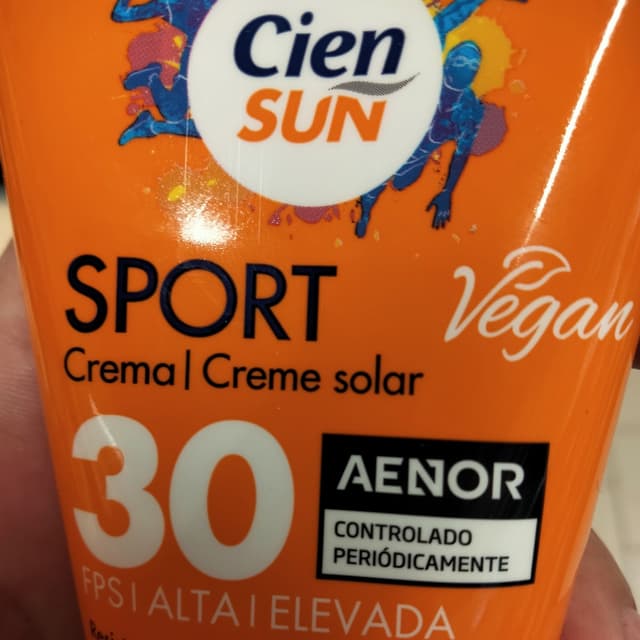 Cien
SUN
SPORT
Vegan
Crema | Creme solar
30
AENOR
CONTROLADO
PERIÓDICAMENTE
FPS | ALTA | ELEVADA